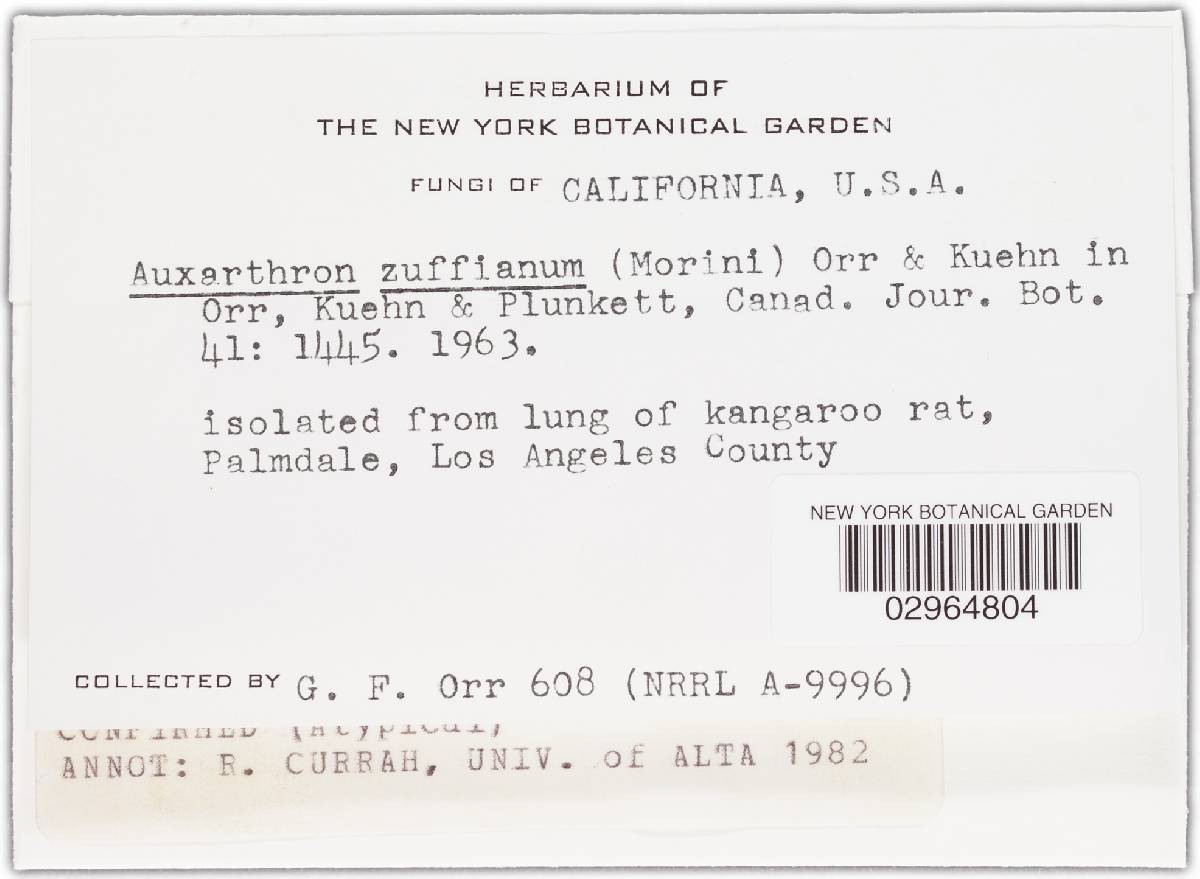 HERBARIUM OF
THE NEW YORK BOTANICAL GARDEN
FUNGI OF CALIFORNIA, U.S.A.
Auxarthron zuffianum (Morini) Orr & Kuehn in
Orr, Kuehn & Plunkett, Canad. Jour. Bot.
41: 1445. 1963.
isolated from lung of kangaroo rat,
Palmdale, Los Angeles County
NEW YORK BOTANICAL GARDEN
02964804
COLLECTED BY G. F. Orr 608 (NRRL A-9996)
CONFIRMED (Atypical)
ANNOT: R. CURRAH, UNIV. of ALTA 1982